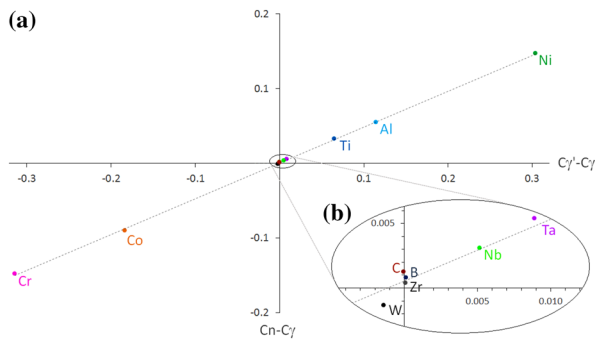 (a)
0.2
0.1
Ni
Al
Ti
Cγ'-Cγ
-0.3
-0.2
-0.1
0.1
0.2
0.3
Co
-0.1
Cr
-0.2
Cn-Cγ
(b)
0.005
Ta
Nb
C
B
Zr
W
0.005
0.010